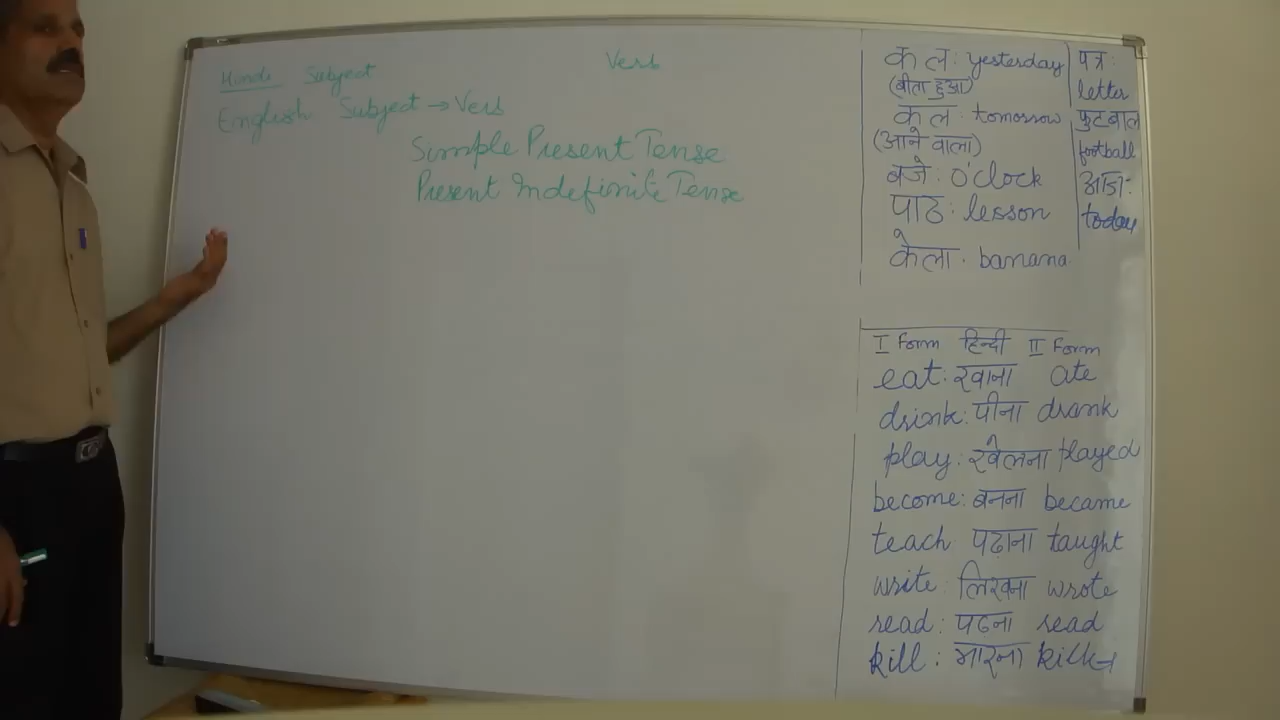 Hindi Subject Verb
English Subject → Verb
Simple Present Tense
Present Indefinite Tense
कल: yesterday
(बीता हुआ)
कल: tomorrow
(आने वाला)
बजे: o'clock
पाठ: lesson
केला: banana
पत्र:
letter
फुटबाल
football
आज:
today
I Form हिन्दी II Form
eat: खाना ate
drink: पीना drank
play: खेलना played
become: बनना became
teach: पढाना taught
write: लिखना wrote
read: पढना read
kill: मारना